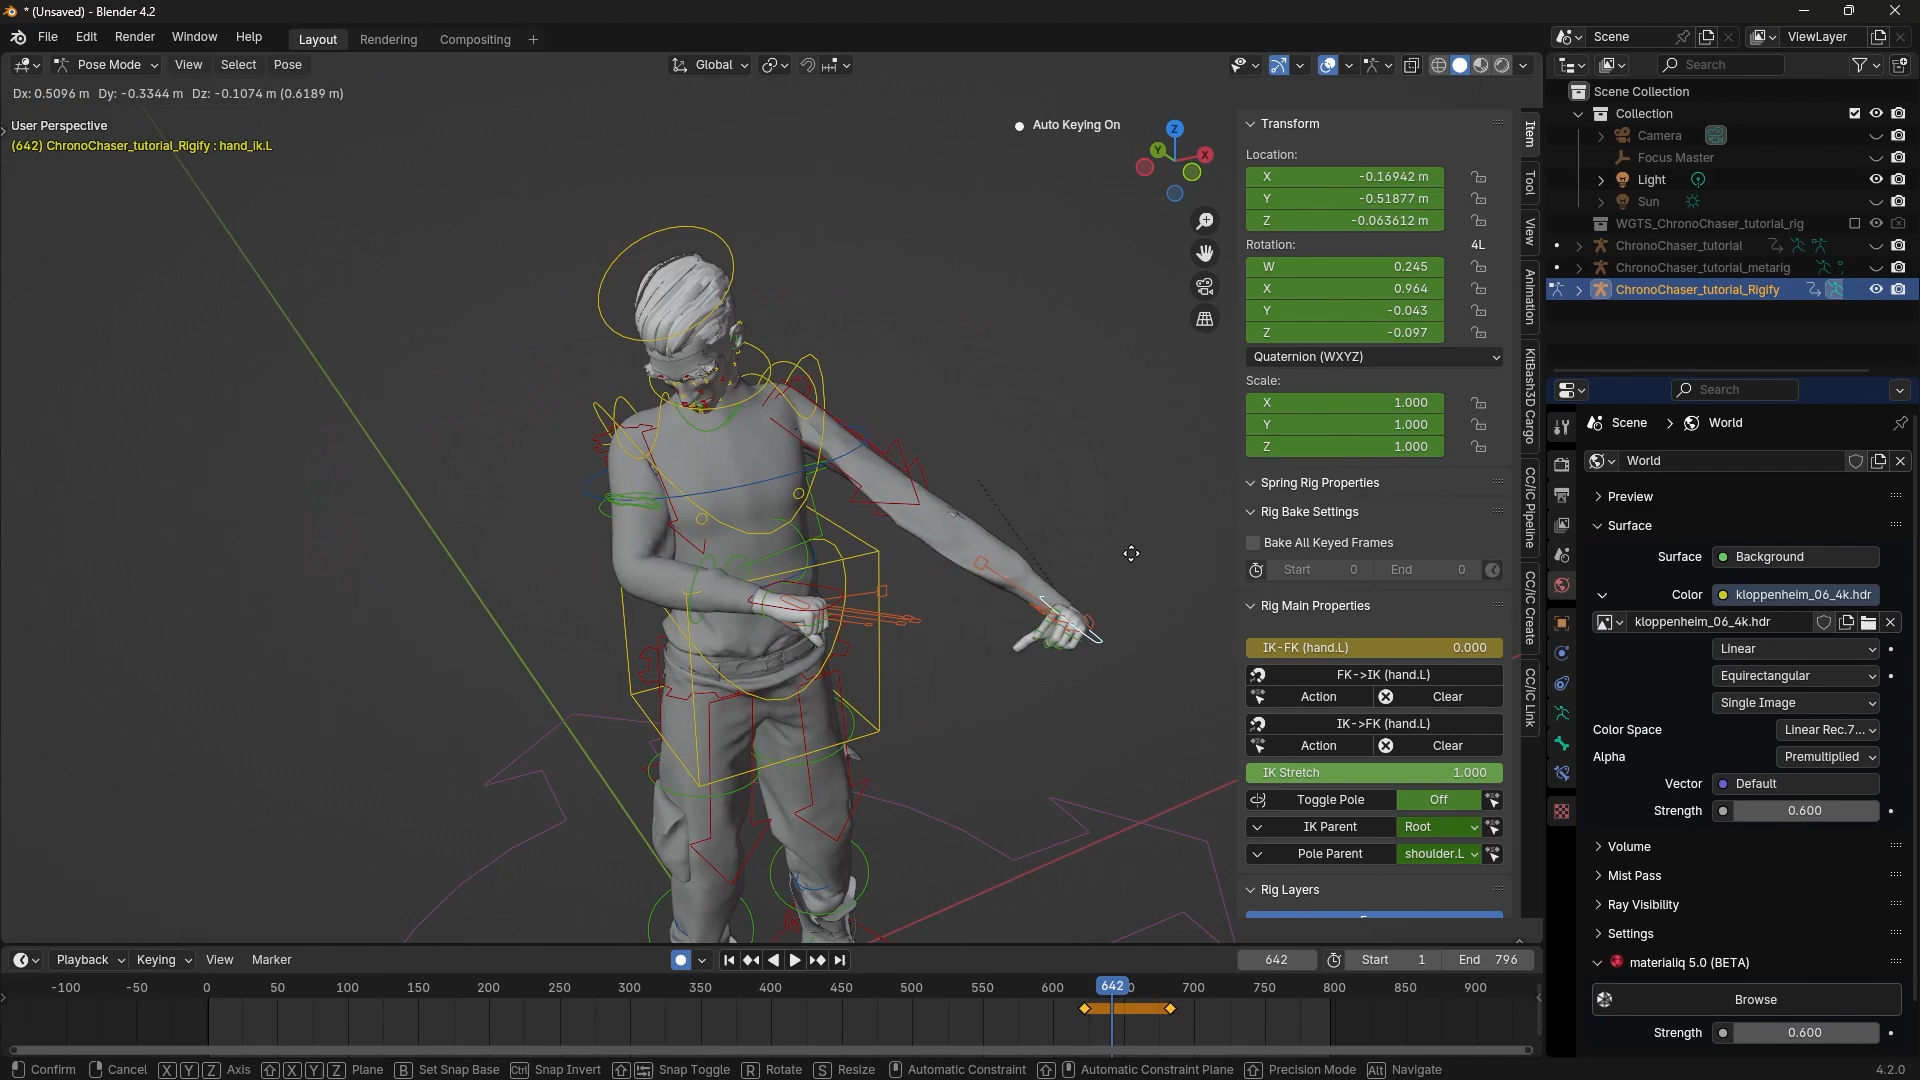 * (Unsaved) - Blender 4.2
File Edit Render Window Help Layout Rendering Compositing + Scene ViewLayer
Pose Mode View Select Pose Global Search
Dx: 0.5096 m Dy: -0.3344 m Dz: -0.1074 m (0.6189 m)
User Perspective
(642) ChronoChaser_tutorial_Rigify : hand_ik.L
Auto Keying On
Z
Y
X
Transform
Location:
X -0.16942 m
Y -0.51877 m
Z -0.063612 m
Rotation: 4L
W 0.245
X 0.964
Y -0.043
Z -0.097
Quaternion (WXYZ)
Scale:
X 1.000
Y 1.000
Z 1.000
Spring Rig Properties
Rig Bake Settings
Bake All Keyed Frames
Start 0 End 0
Rig Main Properties
IK-FK (hand.L) 0.000
FK->IK (hand.L)
Action Clear
IK->FK (hand.L)
Action Clear
IK Stretch 1.000
Toggle Pole Off
IK Parent Root
Pole Parent shoulder.L
Rig Layers
Item
Tool
View
Animation
KitBash3D Cargo
CC/iC Pipeline
CC/iC Create
CC/iC Link
Scene Collection
Collection
Camera
Focus Master
Light
Sun
WGTS_ChronoChaser_tutorial_rig
ChronoChaser_tutorial
ChronoChaser_tutorial_metarig
ChronoChaser_tutorial_Rigify
Search
Scene > World
World
Preview
Surface
Surface Background
Color kloppenheim_06_4k.hdr
kloppenheim_06_4k.hdr
Linear
Equirectangular
Single Image
Color Space Linear Rec.7...
Alpha Premultiplied
Vector Default
Strength 0.600
Volume
Mist Pass
Ray Visibility
Settings
materialiq 5.0 (BETA)
Browse
Strength 0.600
Playback Keying View Marker 642 Start 1 End 796
-100 -50 0 50 100 150 200 250 300 350 400 450 500 550 600 642 700 750 800 850 900
Confirm Cancel X Y Z Axis X Y Z Plane B Set Snap Base Ctrl Snap Invert Snap Toggle R Rotate S Resize Automatic Constraint Automatic Constraint Plane Precision Mode Alt Navigate 4.2.0